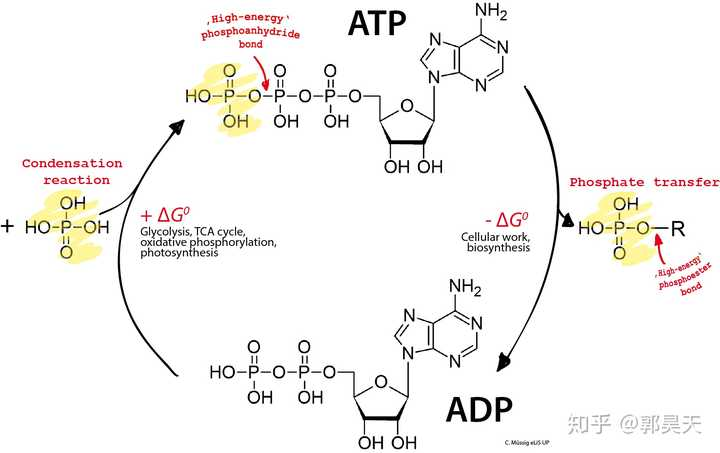 ‚High-energy‘
phosphoanhydride
bond
ATP
NH₂
N
N
N
N
O
O
O
HO–P–O–P–O–P–O
OH
OH
OH
O
OH OH
Condensation
reaction
+
OH
HO–P–OH
O
+ ΔG⁰
Glycolysis, TCA cycle,
oxidative phosphorylation,
photosynthesis
- ΔG⁰
Cellular work,
biosynthesis
Phosphate transfer
OH
HO–P–O–R
O
‚High-energy‘
phosphoester
bond
NH₂
N
N
N
N
O
O
HO–P–O–P–O
OH
OH
O
OH OH
ADP
C. Müssig eLiS UP
知乎 @郭昊天